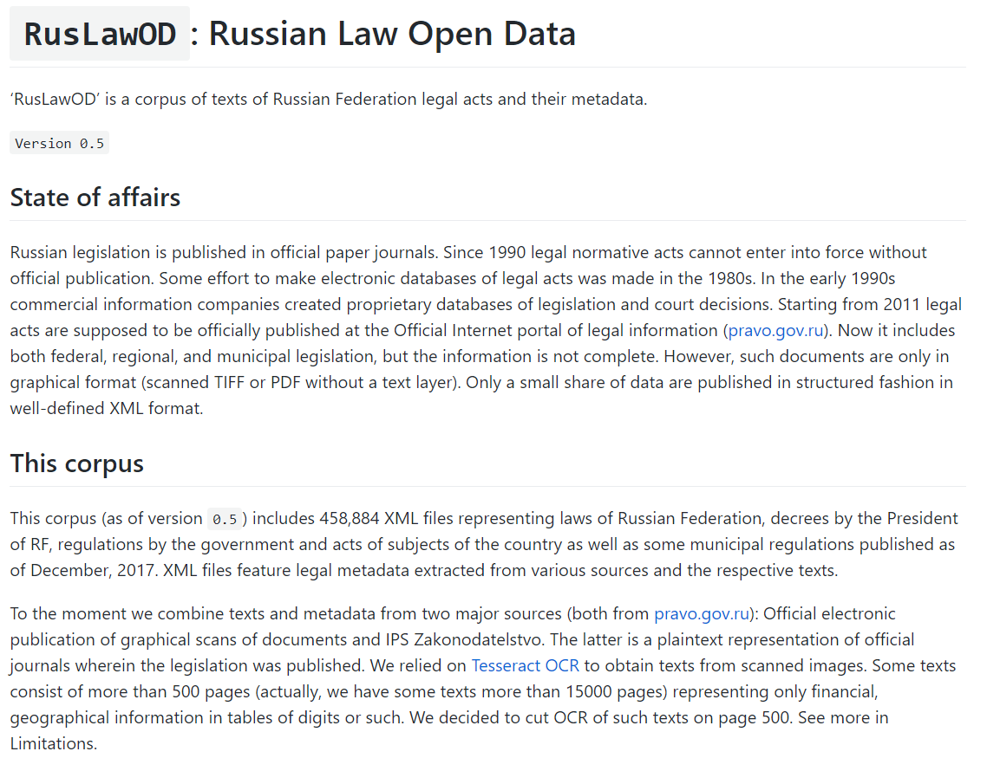 RusLawOD : Russian Law Open Data
‘RusLawOD’ is a corpus of texts of Russian Federation legal acts and their metadata.
Version 0.5
State of affairs
Russian legislation is published in official paper journals. Since 1990 legal normative acts cannot enter into force without
official publication. Some effort to make electronic databases of legal acts was made in the 1980s. In the early 1990s
commercial information companies created proprietary databases of legislation and court decisions. Starting from 2011 legal
acts are supposed to be officially published at the Official Internet portal of legal information (pravo.gov.ru). Now it includes
both federal, regional, and municipal legislation, but the information is not complete. However, such documents are only in
graphical format (scanned TIFF or PDF without a text layer). Only a small share of data are published in structured fashion in
well-defined XML format.
This corpus
This corpus (as of version 0.5) includes 458,884 XML files representing laws of Russian Federation, decrees by the President
of RF, regulations by the government and acts of subjects of the country as well as some municipal regulations published as
of December, 2017. XML files feature legal metadata extracted from various sources and the respective texts.
To the moment we combine texts and metadata from two major sources (both from pravo.gov.ru): Official electronic
publication of graphical scans of documents and IPS Zakonodatelstvo. The latter is a plaintext representation of official
journals wherein the legislation was published. We relied on Tesseract OCR to obtain texts from scanned images. Some texts
consist of more than 500 pages (actually, we have some texts more than 15000 pages) representing only financial,
geographical information in tables of digits or such. We decided to cut OCR of such texts on page 500. See more in
Limitations.